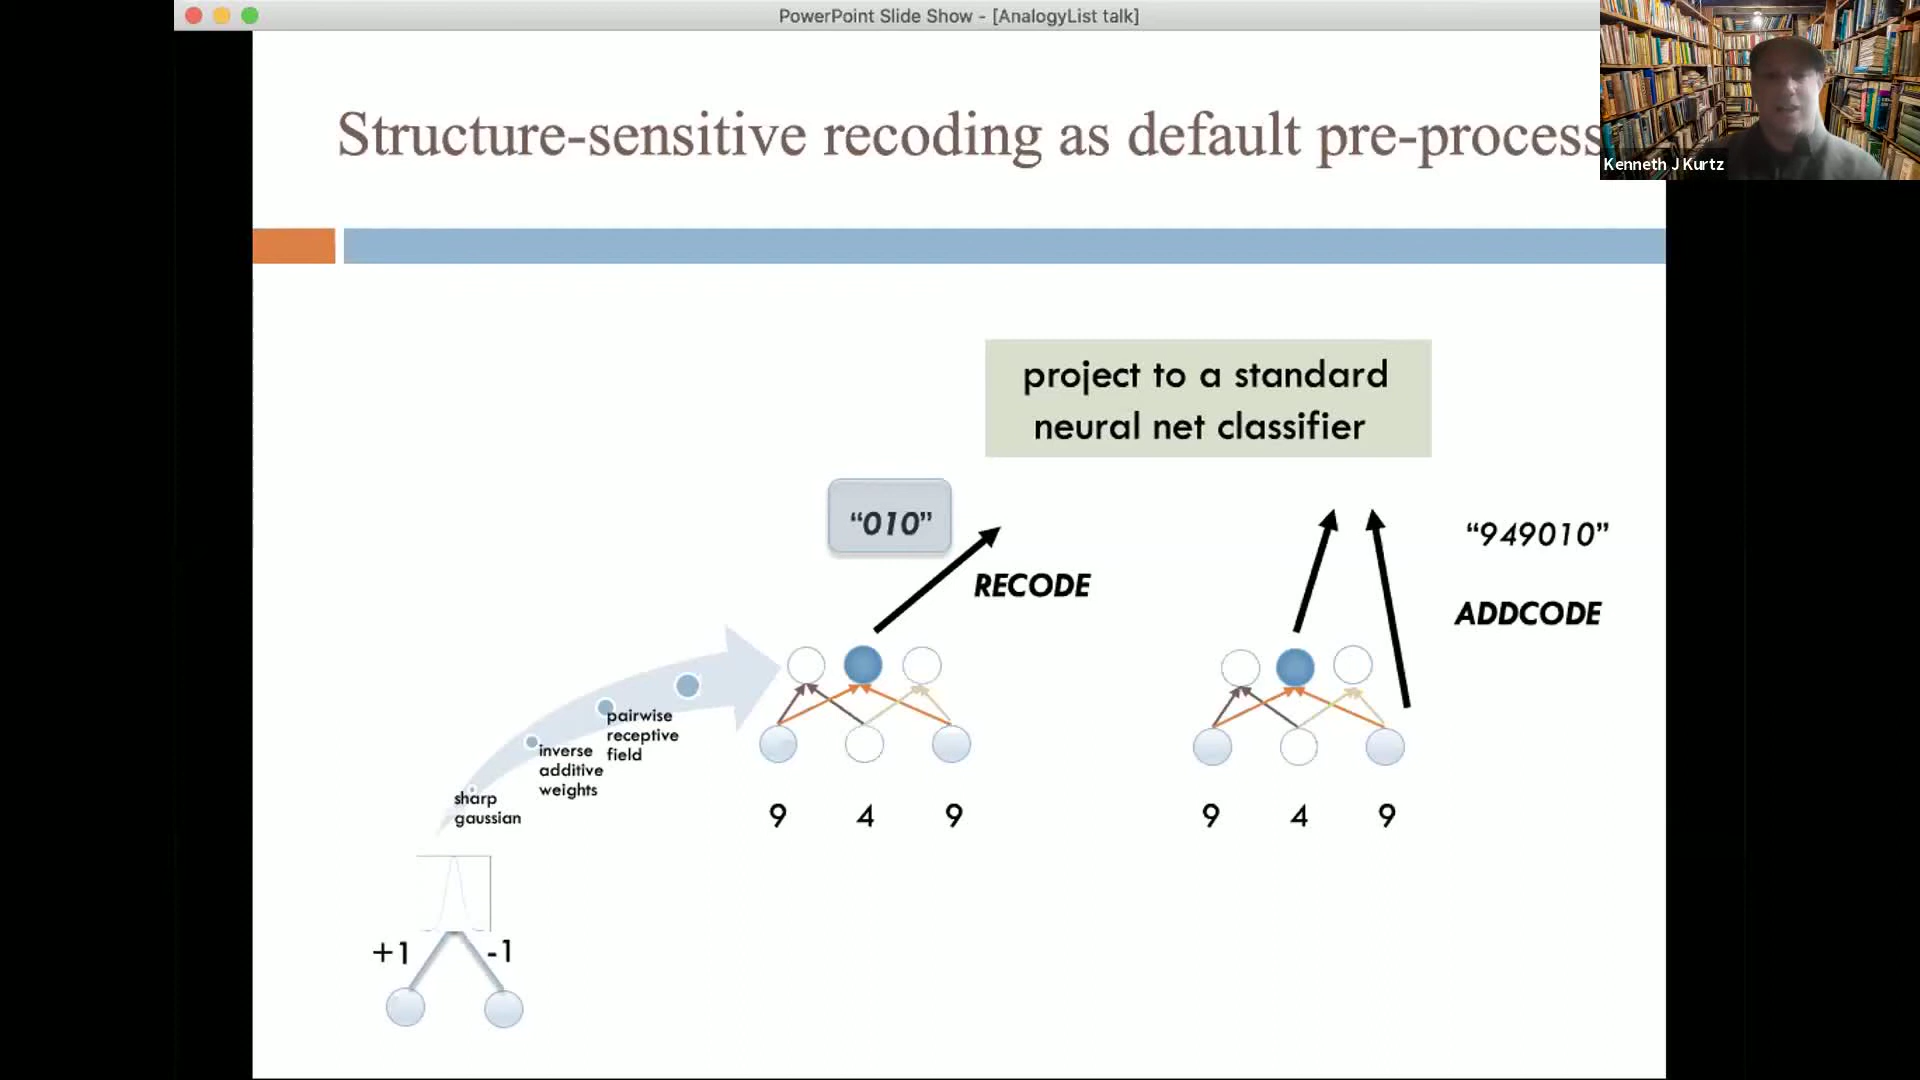 PowerPoint Slide Show - [AnalogyList talk]
Kenneth J Kurtz
Structure-sensitive recoding as default pre-process
project to a standard
neural net classifier
“010”
RECODE
“949010”
ADDCODE
pairwise
receptive
field
inverse
additive
weights
sharp
gaussian
9 4 9
9 4 9
+1 -1